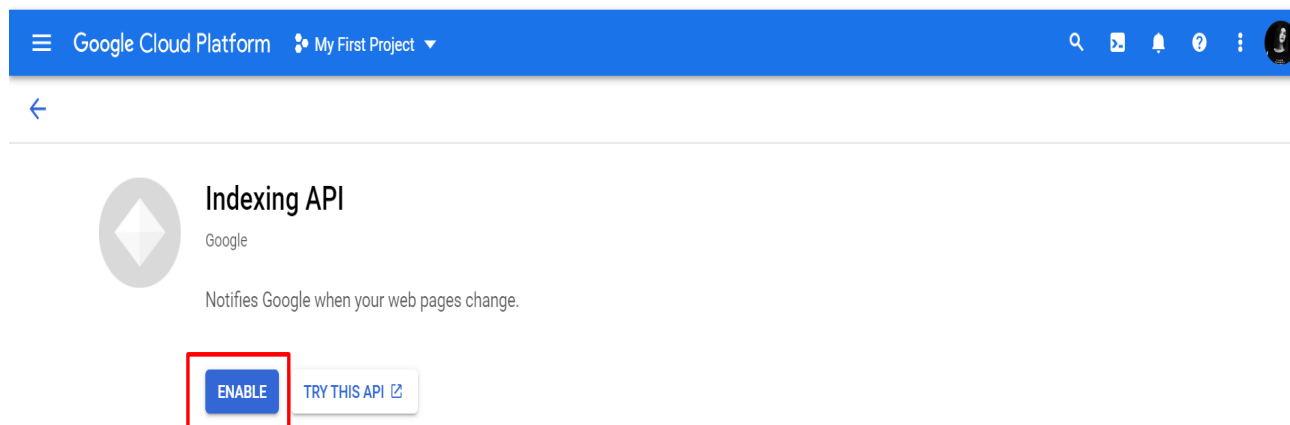 Google Cloud Platform My First Project
Indexing API
Google
Notifies Google when your web pages change.
ENABLE TRY THIS API